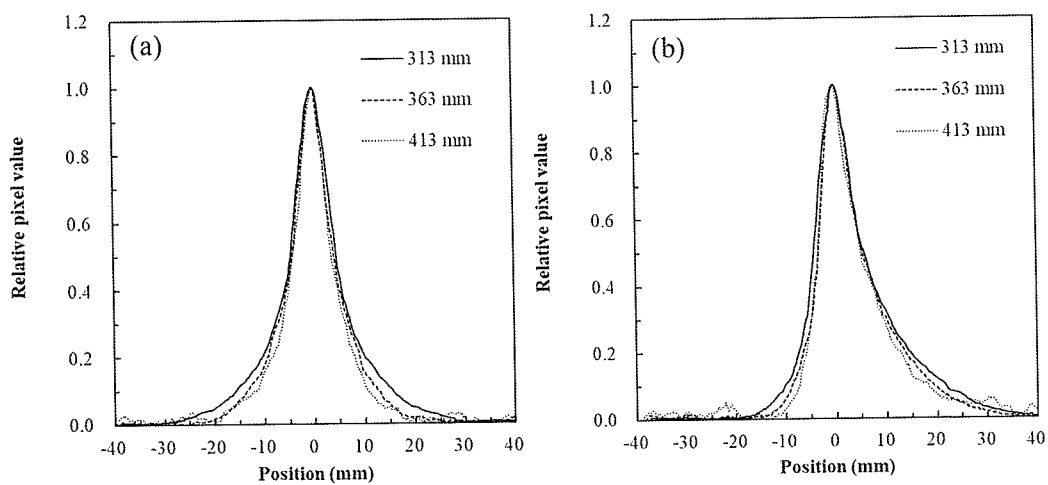 (a)
313 mm
363 mm
413 mm
1.2
1.0
0.8
0.6
0.4
0.2
0.0
Relative pixel value
-40 -30 -20 -10 0 10 20 30 40
Position (mm)
(b)
313 mm
363 mm
413 mm
1.2
1.0
0.8
0.6
0.4
0.2
0.0
Relative pixel value
-40 -30 -20 -10 0 10 20 30 40
Position (mm)